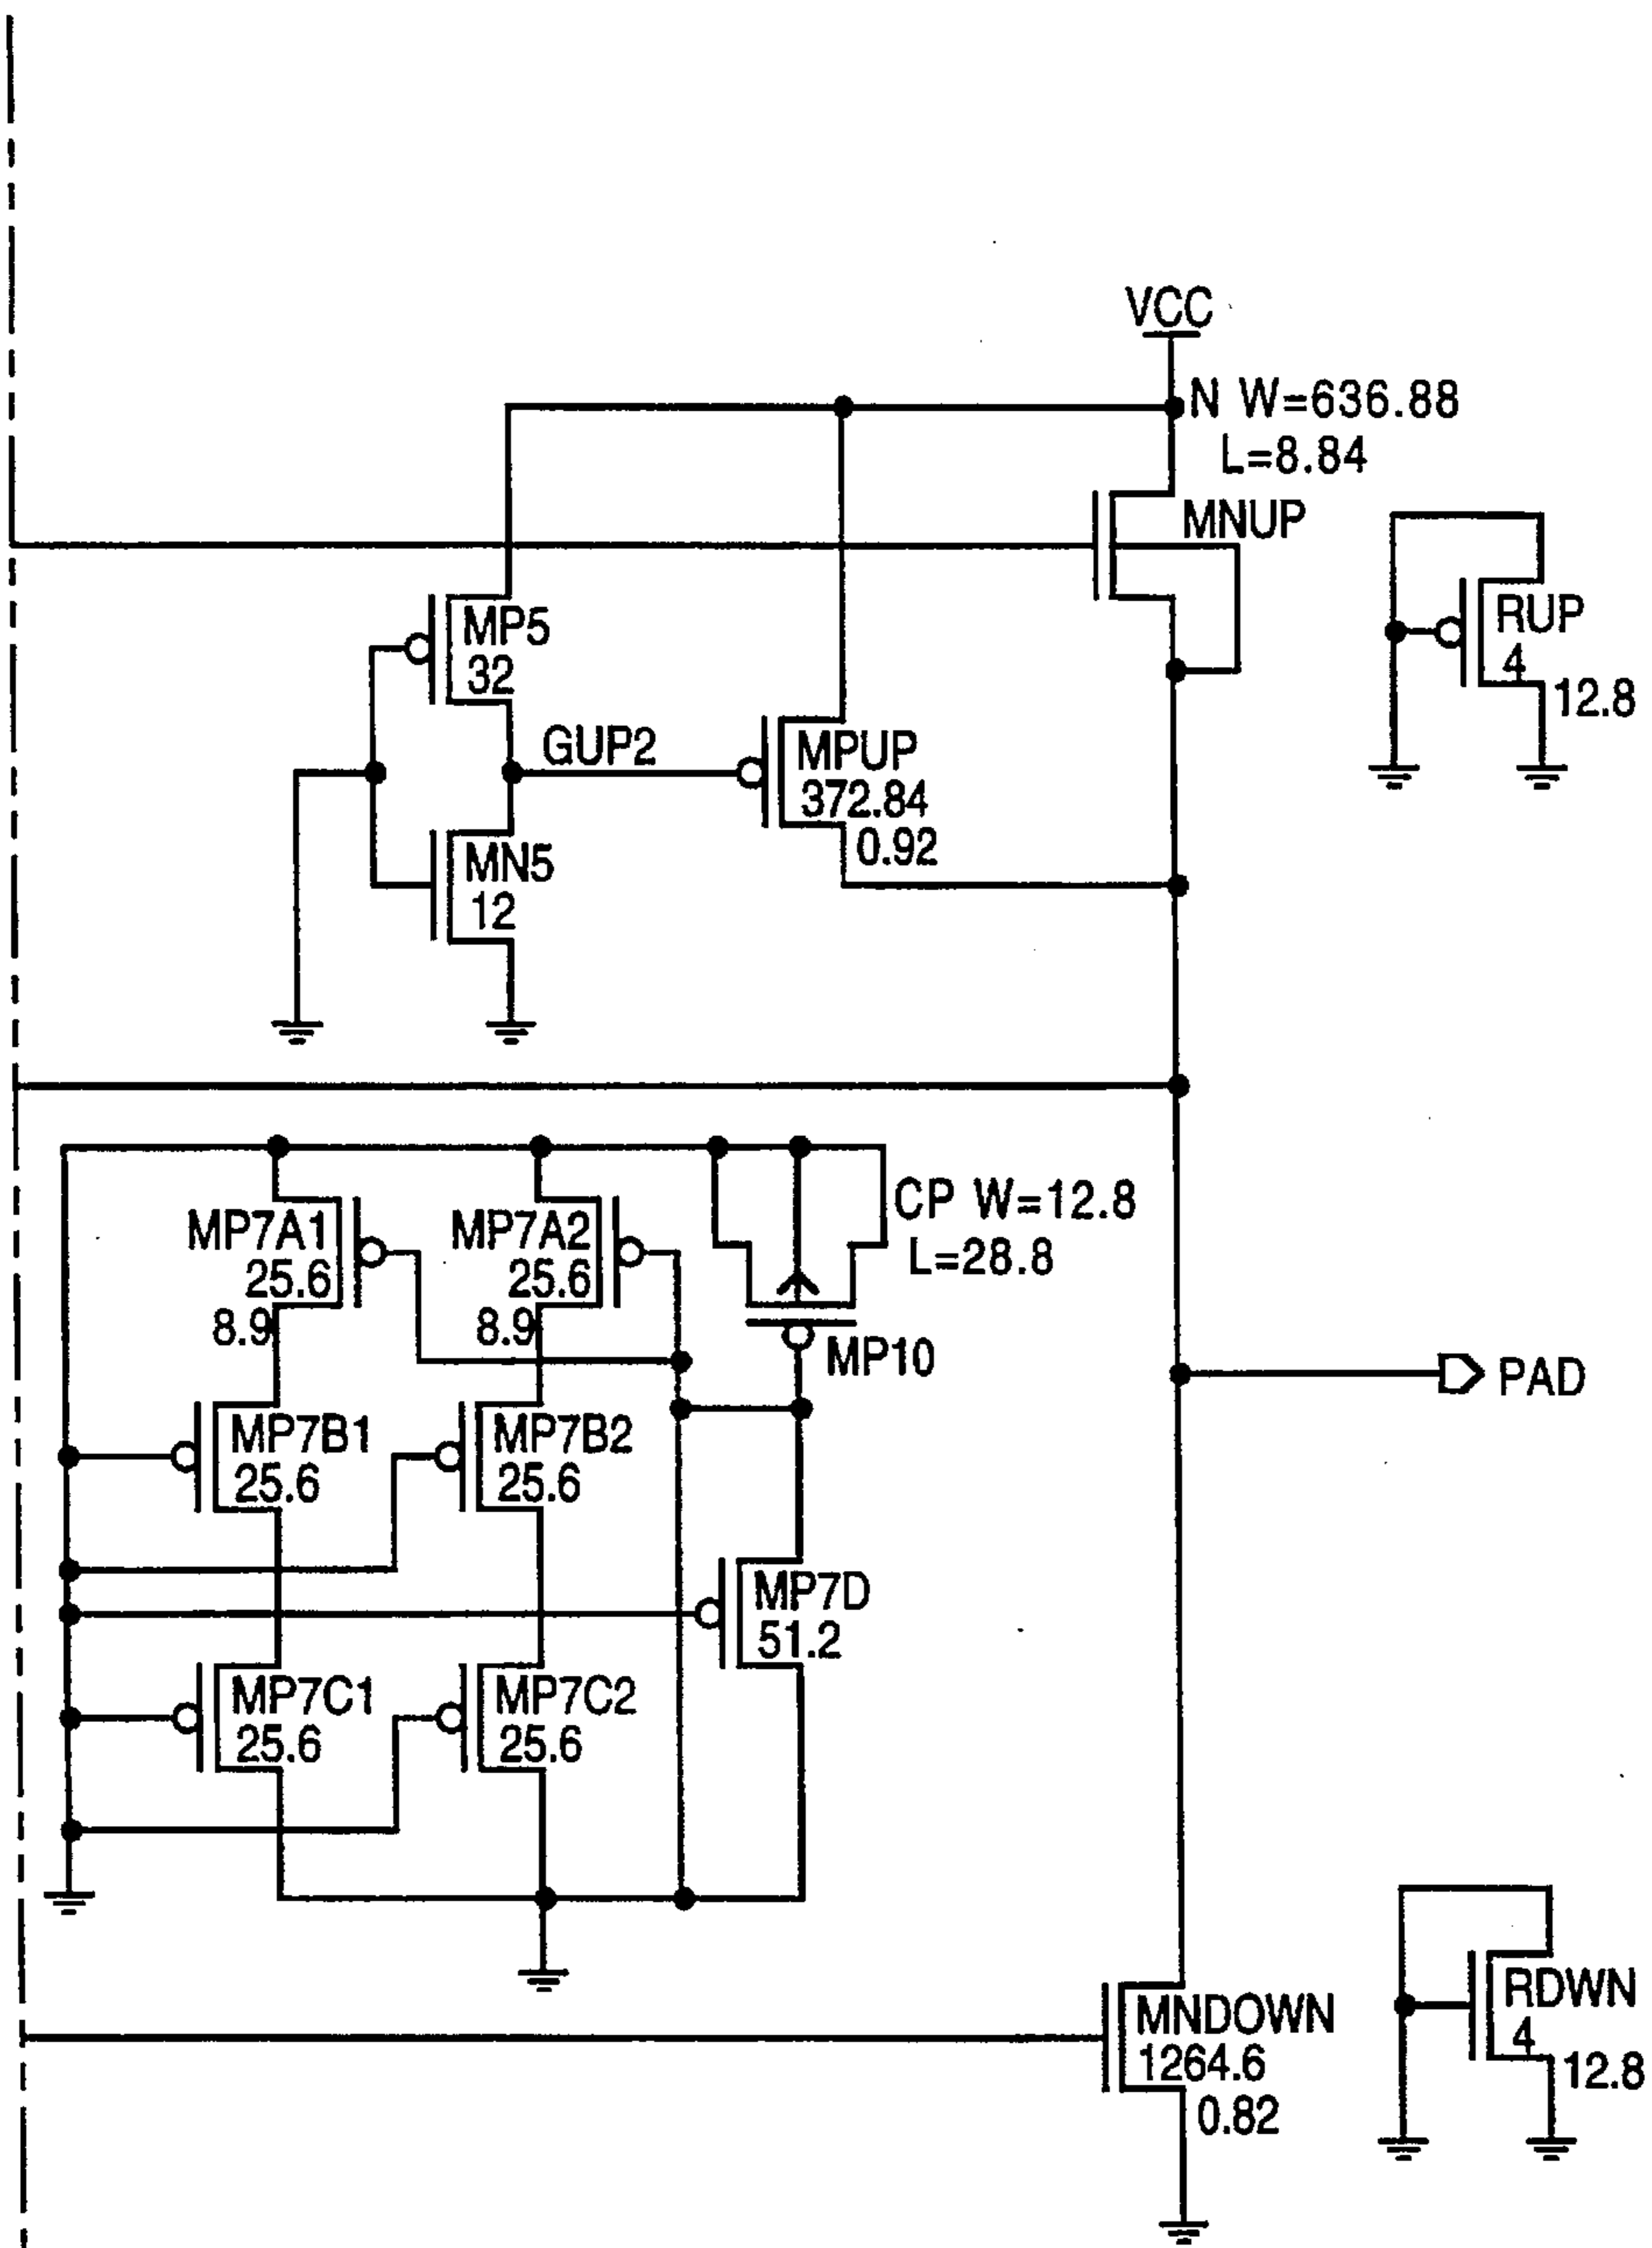 VCC
N W=636.88
L=8.84
MNUP
MP5
32
RUP
4
12.8
GUP2
MPUP
372.84
0.92
MN5
12
CP W=12.8
L=28.8
MP7A1
25.6
8.9
MP7A2
25.6
8.9
MP10
PAD
MP7B1
25.6
MP7B2
25.6
MP7D
51.2
MP7C1
25.6
MP7C2
25.6
MNDOWN
1264.6
0.82
RDWN
4
12.8